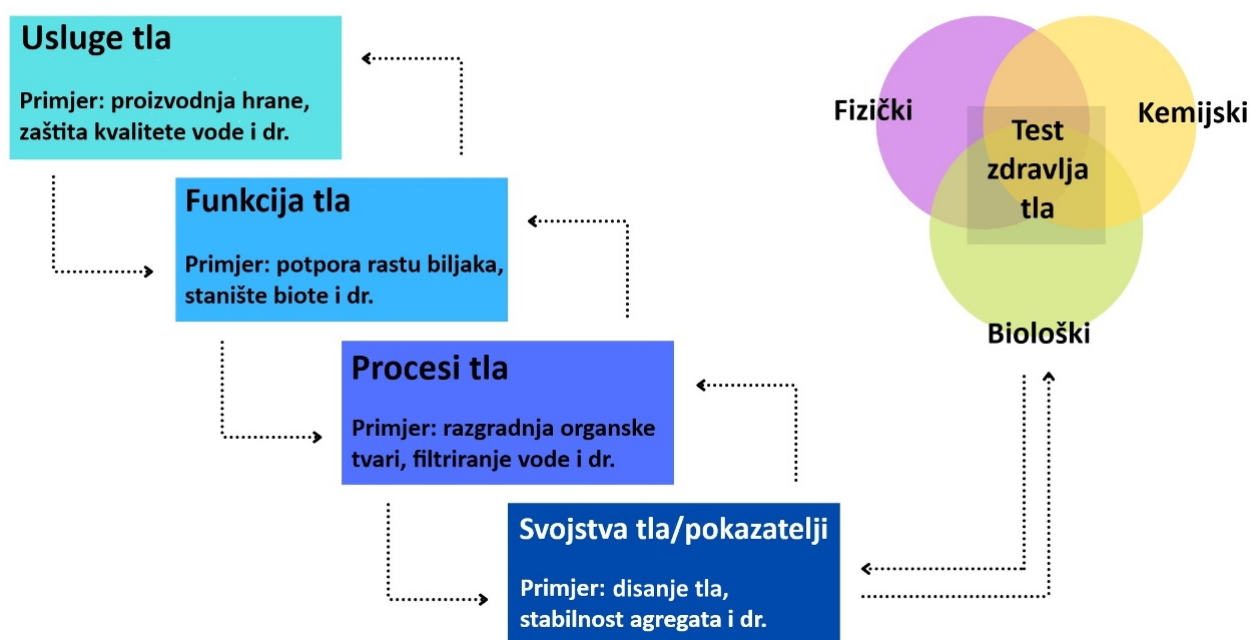 Usluge tla
Primjer: proizvodnja hrane,
zaštita kvalitete vode i dr.
Funkcija tla
Primjer: potpora rastu biljaka,
stanište biote i dr.
Procesi tla
Primjer: razgradnja organske
tvari, filtriranje vode i dr.
Svojstva tla/pokazatelji
Primjer: disanje tla,
stabilnost agregata i dr.
Fizički
Kemijski
Test
zdravlja
tla
Biološki